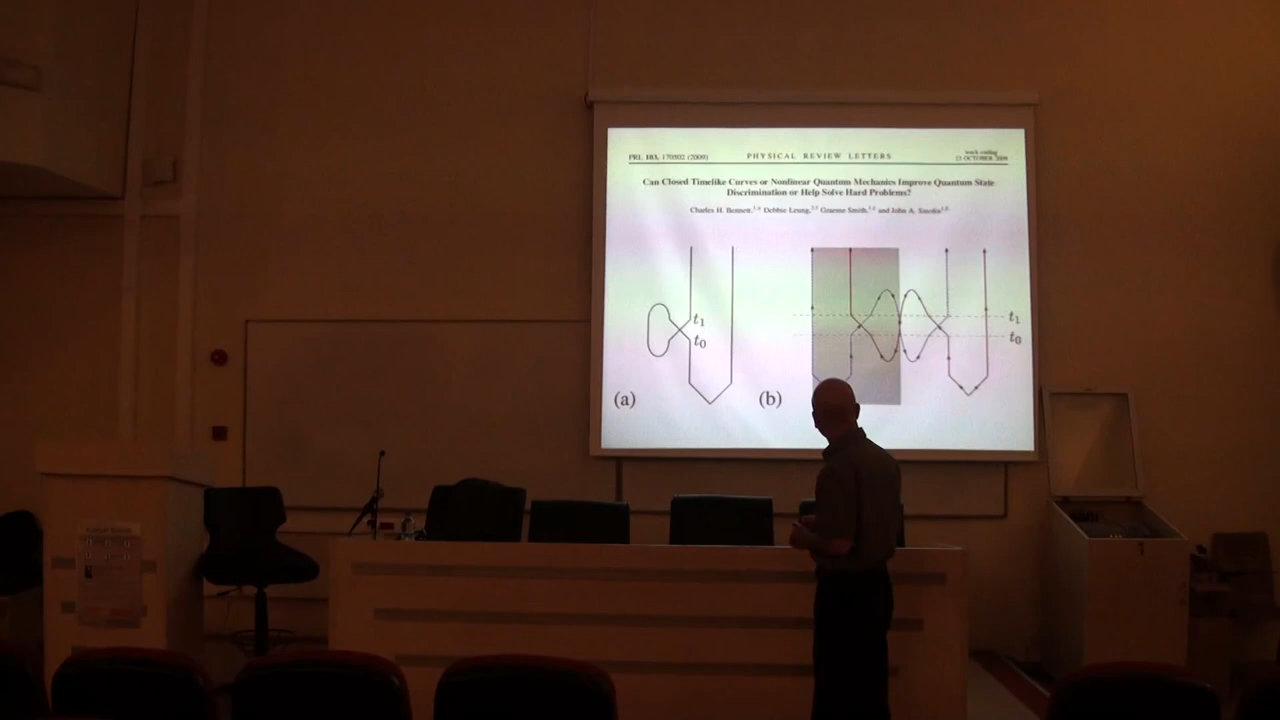 PRL 103, 170502 (2009)
PHYSICAL REVIEW LETTERS
week ending
23 OCTOBER 2009
Can Closed Timelike Curves or Nonlinear Quantum Mechanics Improve Quantum State
Discrimination or Help Solve Hard Problems?
Charles H. Bennett, Debbie Leung, Graeme Smith, and John A. Smolin
t1
t0
t1
t0
(a)
(b)